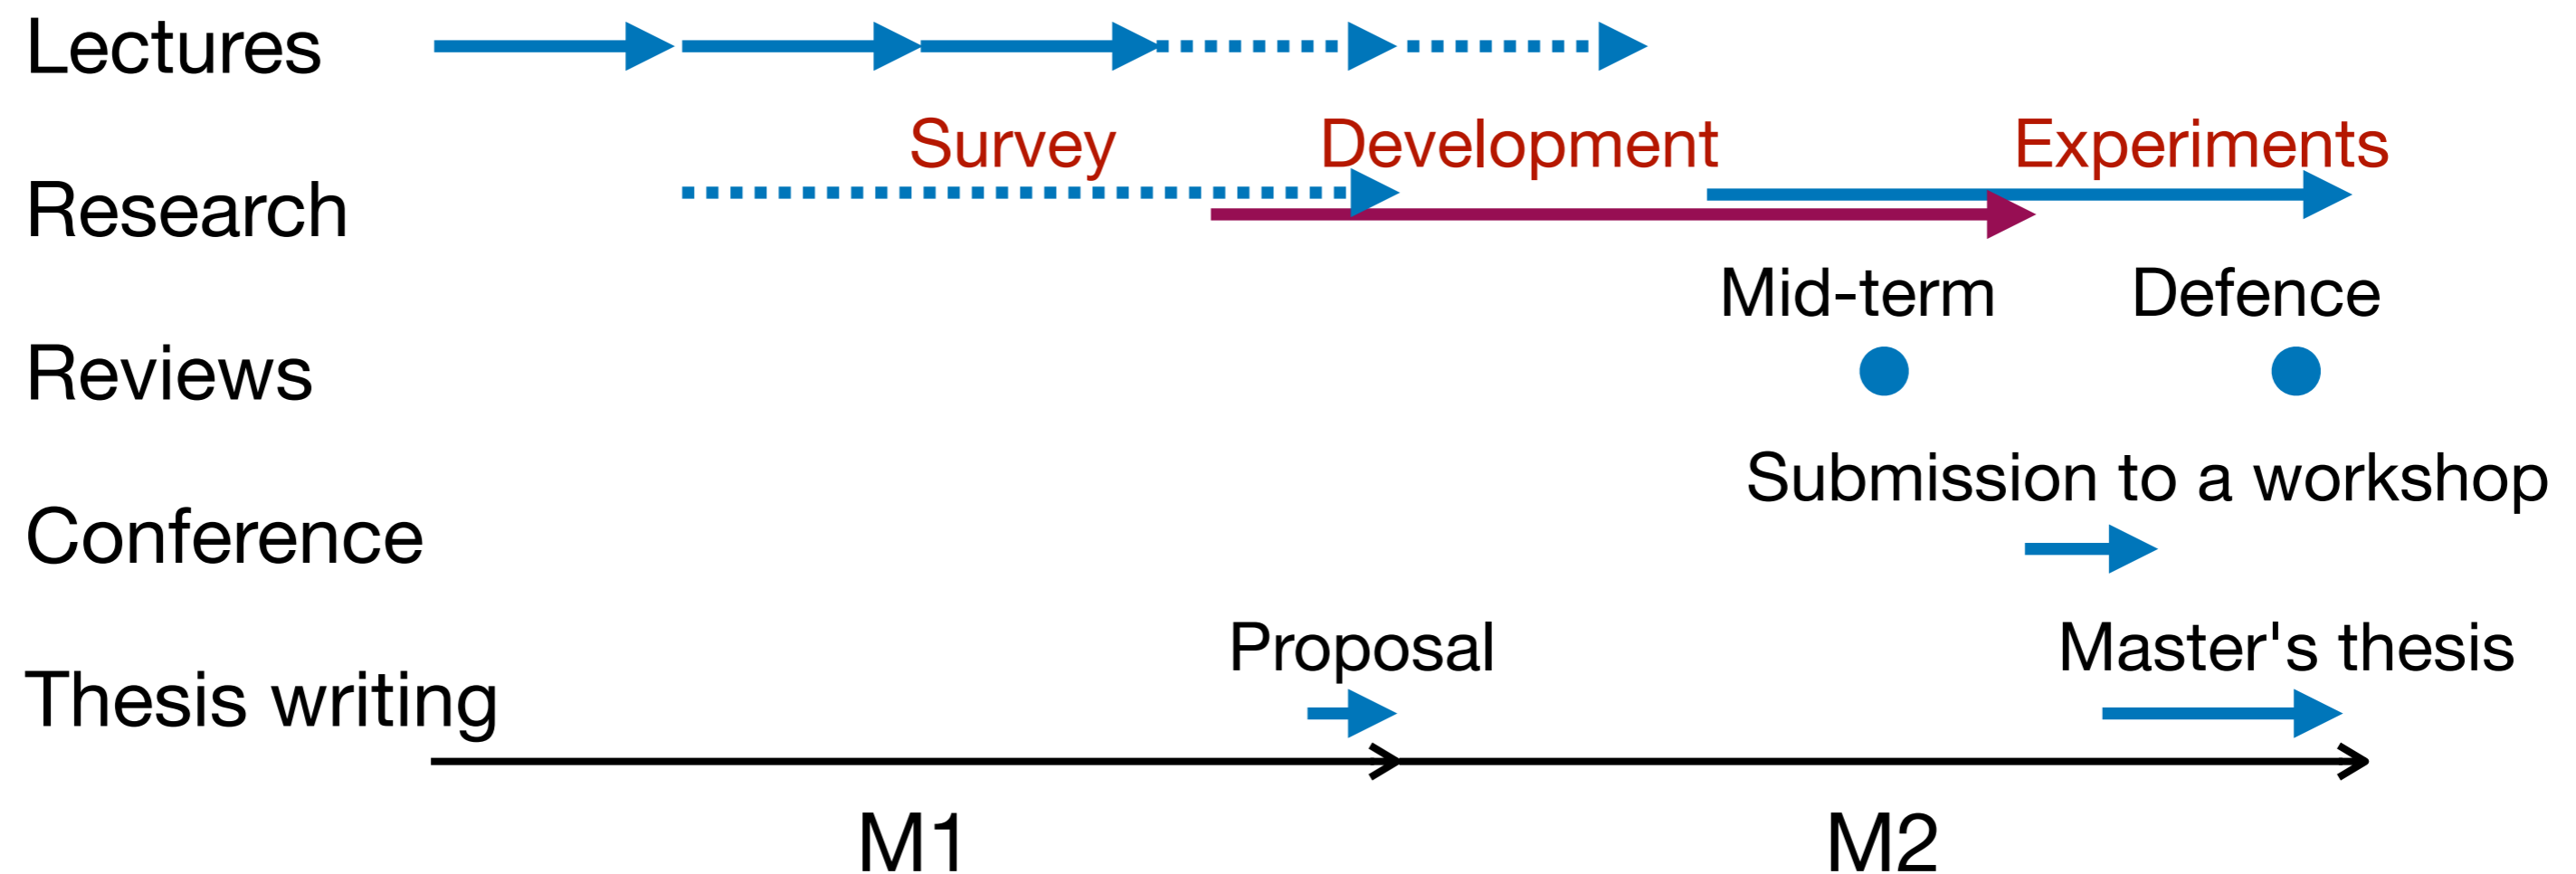 Lectures
Survey
Development
Experiments
Research
Mid-term
Defence
Reviews
Submission to a workshop
Conference
Proposal
Master's thesis
Thesis writing
M1
M2